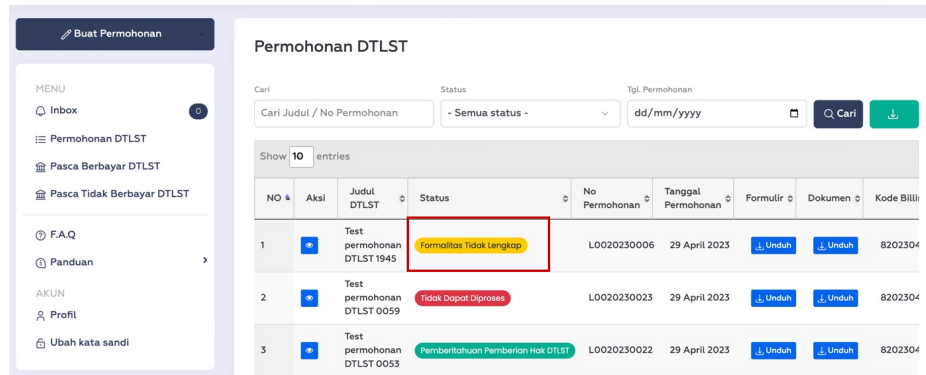 Buat Permohonan
MENU
Inbox 0
Permohonan DTLST
Pasca Berbayar DTLST
Pasca Tidak Berbayar DTLST
F.A.Q
Panduan
AKUN
Profil
Ubah kata sandi
Permohonan DTLST
Cari Status Tgl. Permohonan
Cari Judul / No Permohonan - Semua status - dd/mm/yyyy Cari
Show 10 entries
NO Aksi Judul DTLST Status No Permohonan Tanggal Permohonan Formulir Dokumen Kode Billi
1 Test permohonan DTLST 1945 Formalitas Tidak Lengkap L0020230006 29 April 2023 Unduh Unduh 8202304
2 Test permohonan DTLST 0059 Tidak Dapat Diproses L0020230023 29 April 2023 Unduh Unduh 8202304
3 Test permohonan DTLST 0053 Pemberitahuan Pemberian Hak DTLST L0020230022 29 April 2023 Unduh Unduh 8202304